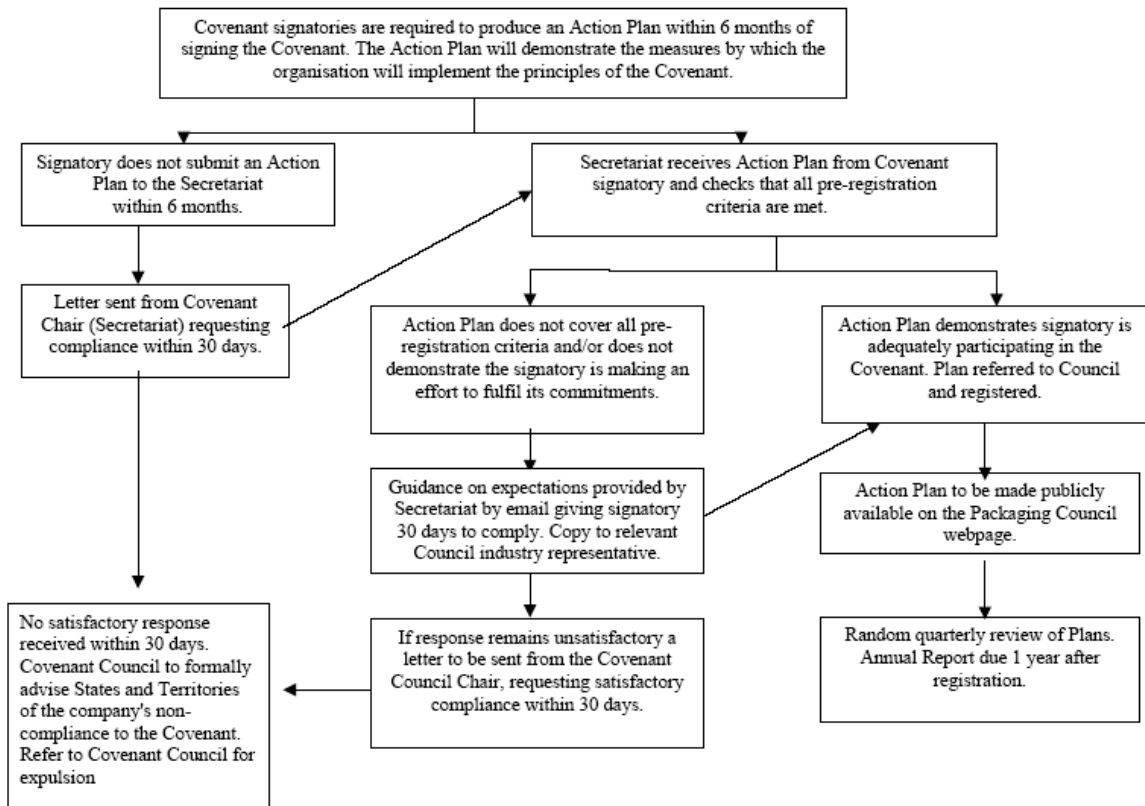 Covenant signatories are required to produce an Action Plan within 6 months of
signing the Covenant. The Action Plan will demonstrate the measures by which the
organisation will implement the principles of the Covenant.
Signatory does not submit an Action
Plan to the Secretariat
within 6 months.
Secretariat receives Action Plan from Covenant
signatory and checks that all pre-registration
criteria are met.
Letter sent from Covenant
Chair (Secretariat) requesting
compliance within 30 days.
Action Plan does not cover all pre-
registration criteria and/or does not
demonstrate the signatory is making an
effort to fulfil its commitments.
Action Plan demonstrates signatory is
adequately participating in the
Covenant. Plan referred to Council
and registered.
Guidance on expectations provided by
Secretariat by email giving signatory
30 days to comply. Copy to relevant
Council industry representative.
Action Plan to be made publicly
available on the Packaging Council
webpage.
No satisfactory response
received within 30 days.
Covenant Council to formally
advise States and Territories
of the company's non-
compliance to the Covenant.
Refer to Covenant Council for
expulsion
If response remains unsatisfactory a
letter to be sent from the Covenant
Council Chair, requesting satisfactory
compliance within 30 days.
Random quarterly review of Plans.
Annual Report due 1 year after
registration.